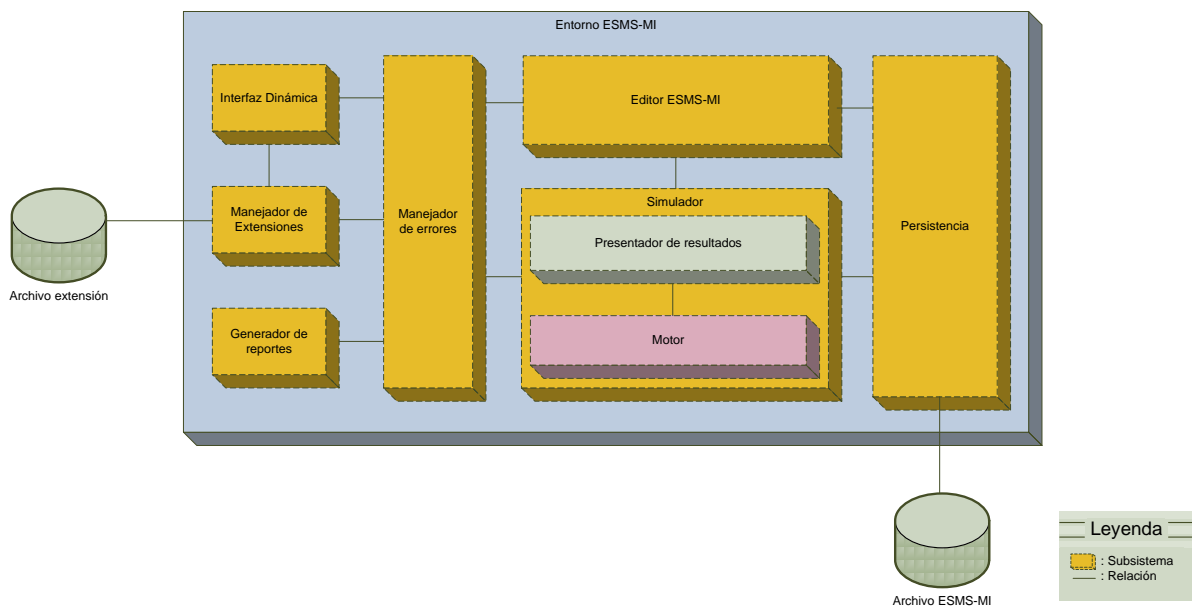 Entorno ESMS-MI
Interfaz Dinámica
Editor ESMS-MI
Manejador de
Extensiones
Manejador
de errores
Simulador
Presentador de resultados
Persistencia
Archivo extensión
Generador de
reportes
Motor
Leyenda
: Subsistema
: Relación
Archivo ESMS-MI